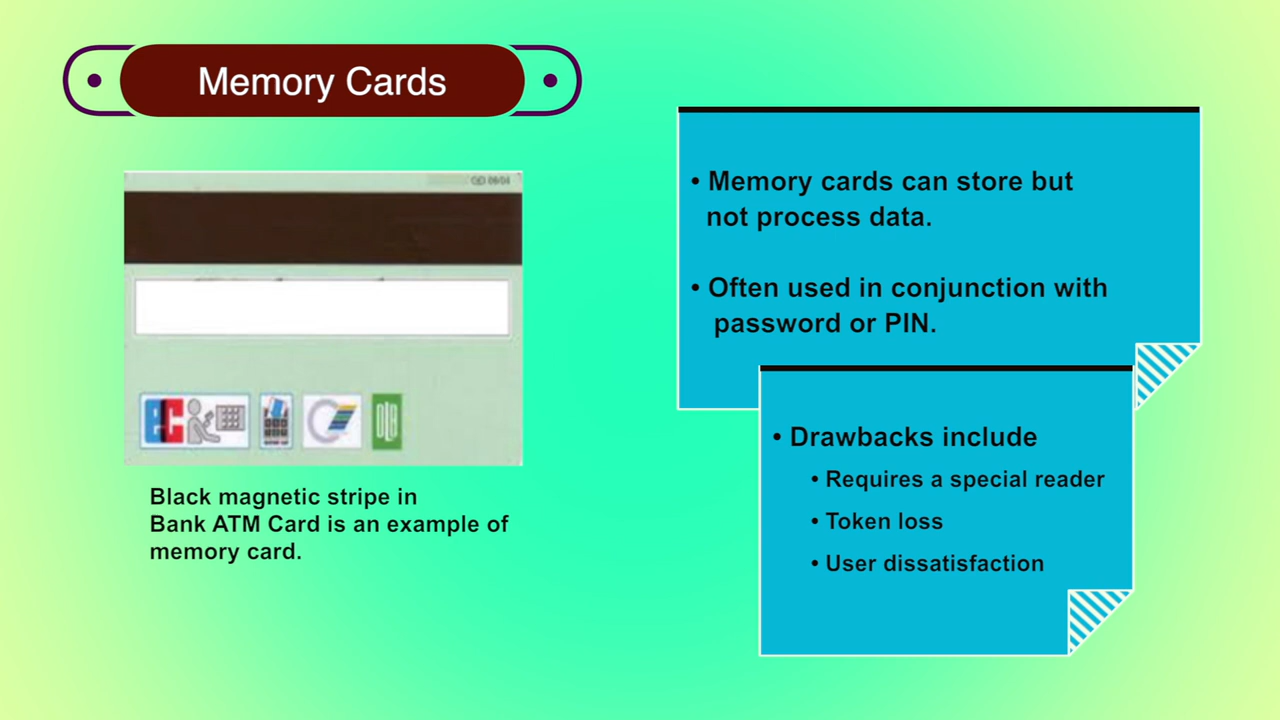 Memory Cards
• Memory cards can store but
not process data.
• Often used in conjunction with
password or PIN.
ec
Black magnetic stripe in
Bank ATM Card is an example of
memory card.
• Drawbacks include
• Requires a special reader
• Token loss
• User dissatisfaction